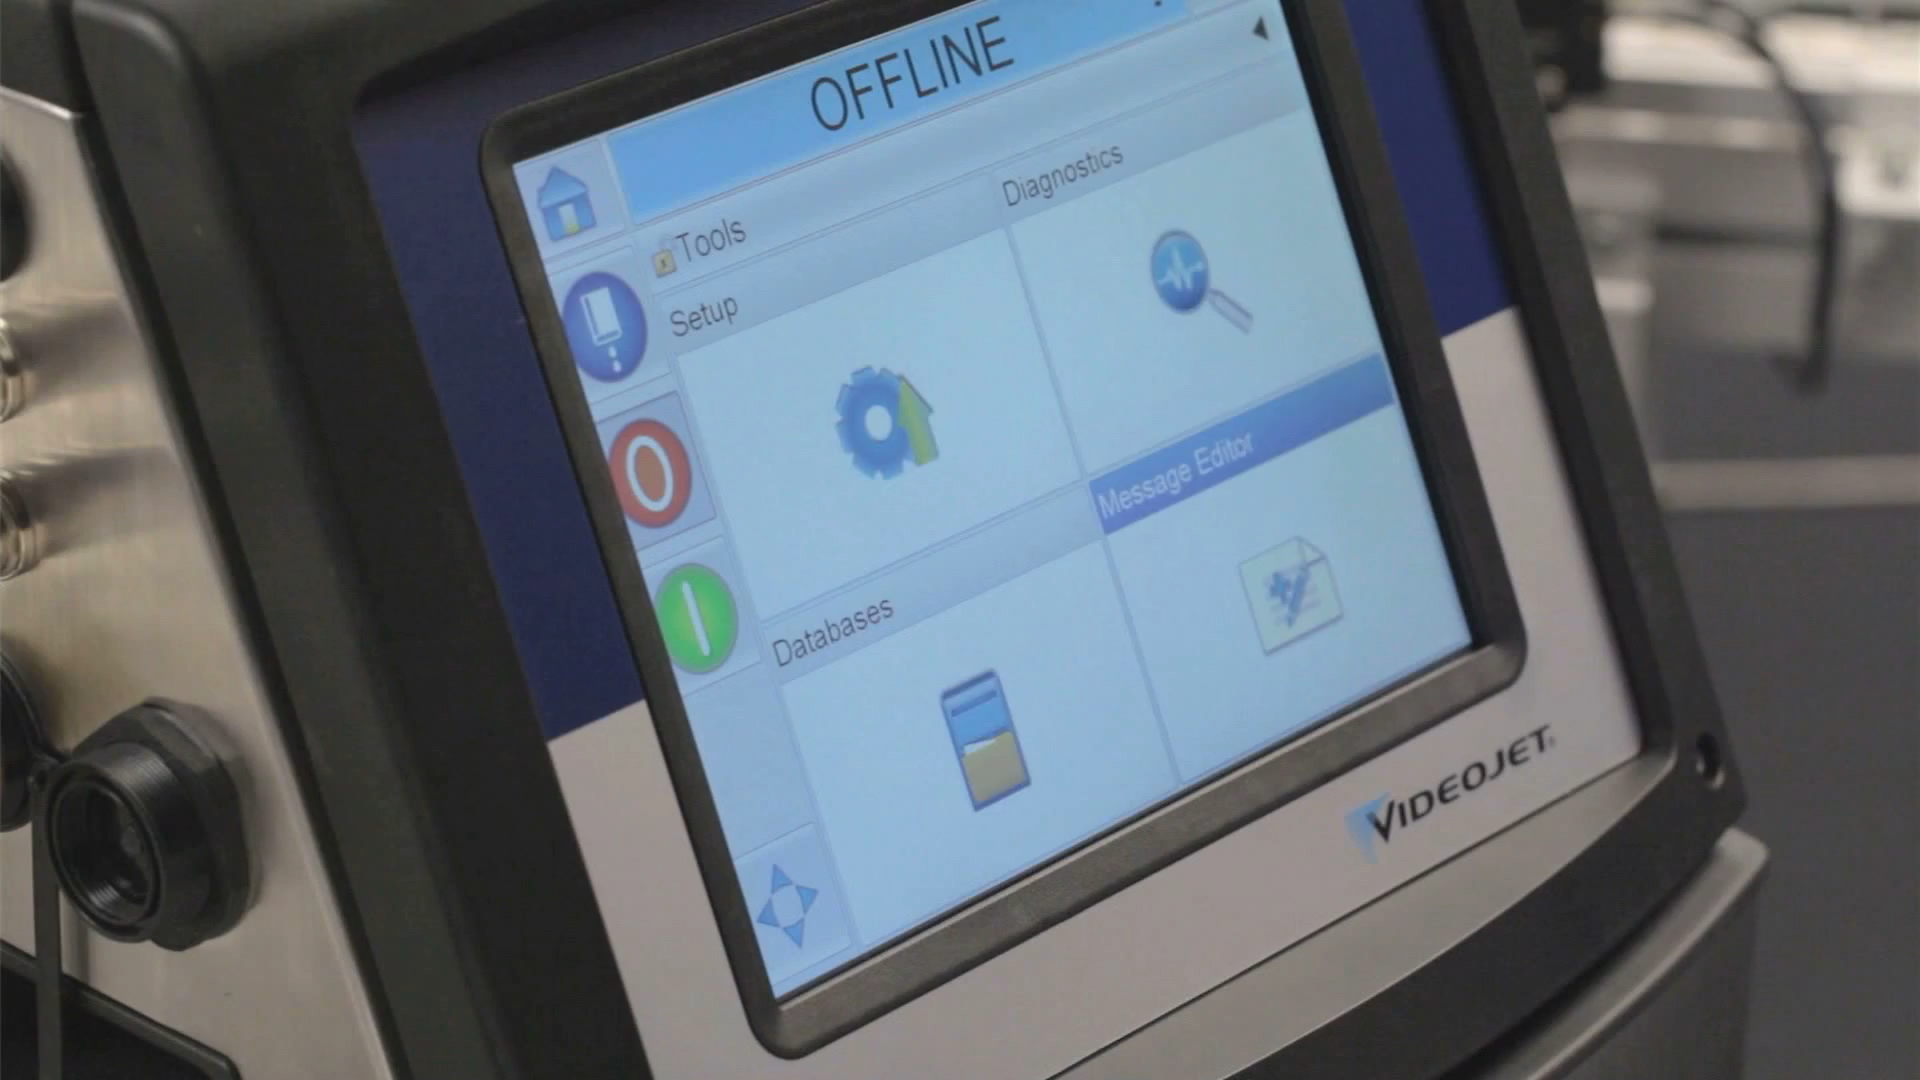 OFFLINE
Tools
Setup
Diagnostics
Databases
Message Editor
VIDEOJET®